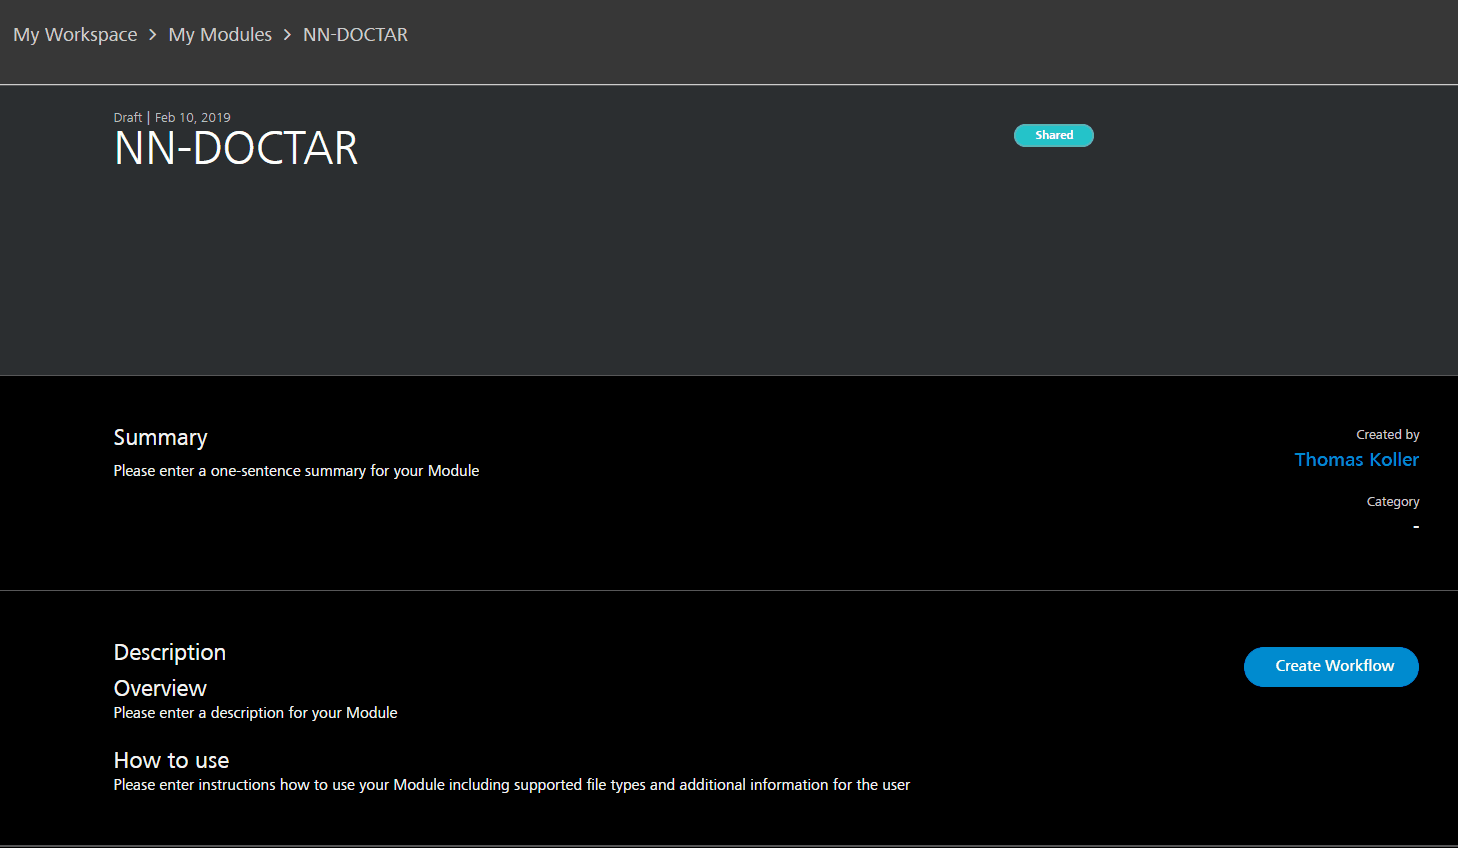 My Workspace > My Modules > NN-DOCTAR
Draft | Feb 10, 2019
NN-DOCTAR
Shared
Summary
Please enter a one-sentence summary for your Module
Created by
Thomas Koller
Category
-
Description
Create Workflow
Overview
Please enter a description for your Module
How to use
Please enter instructions how to use your Module including supported file types and additional information for the user